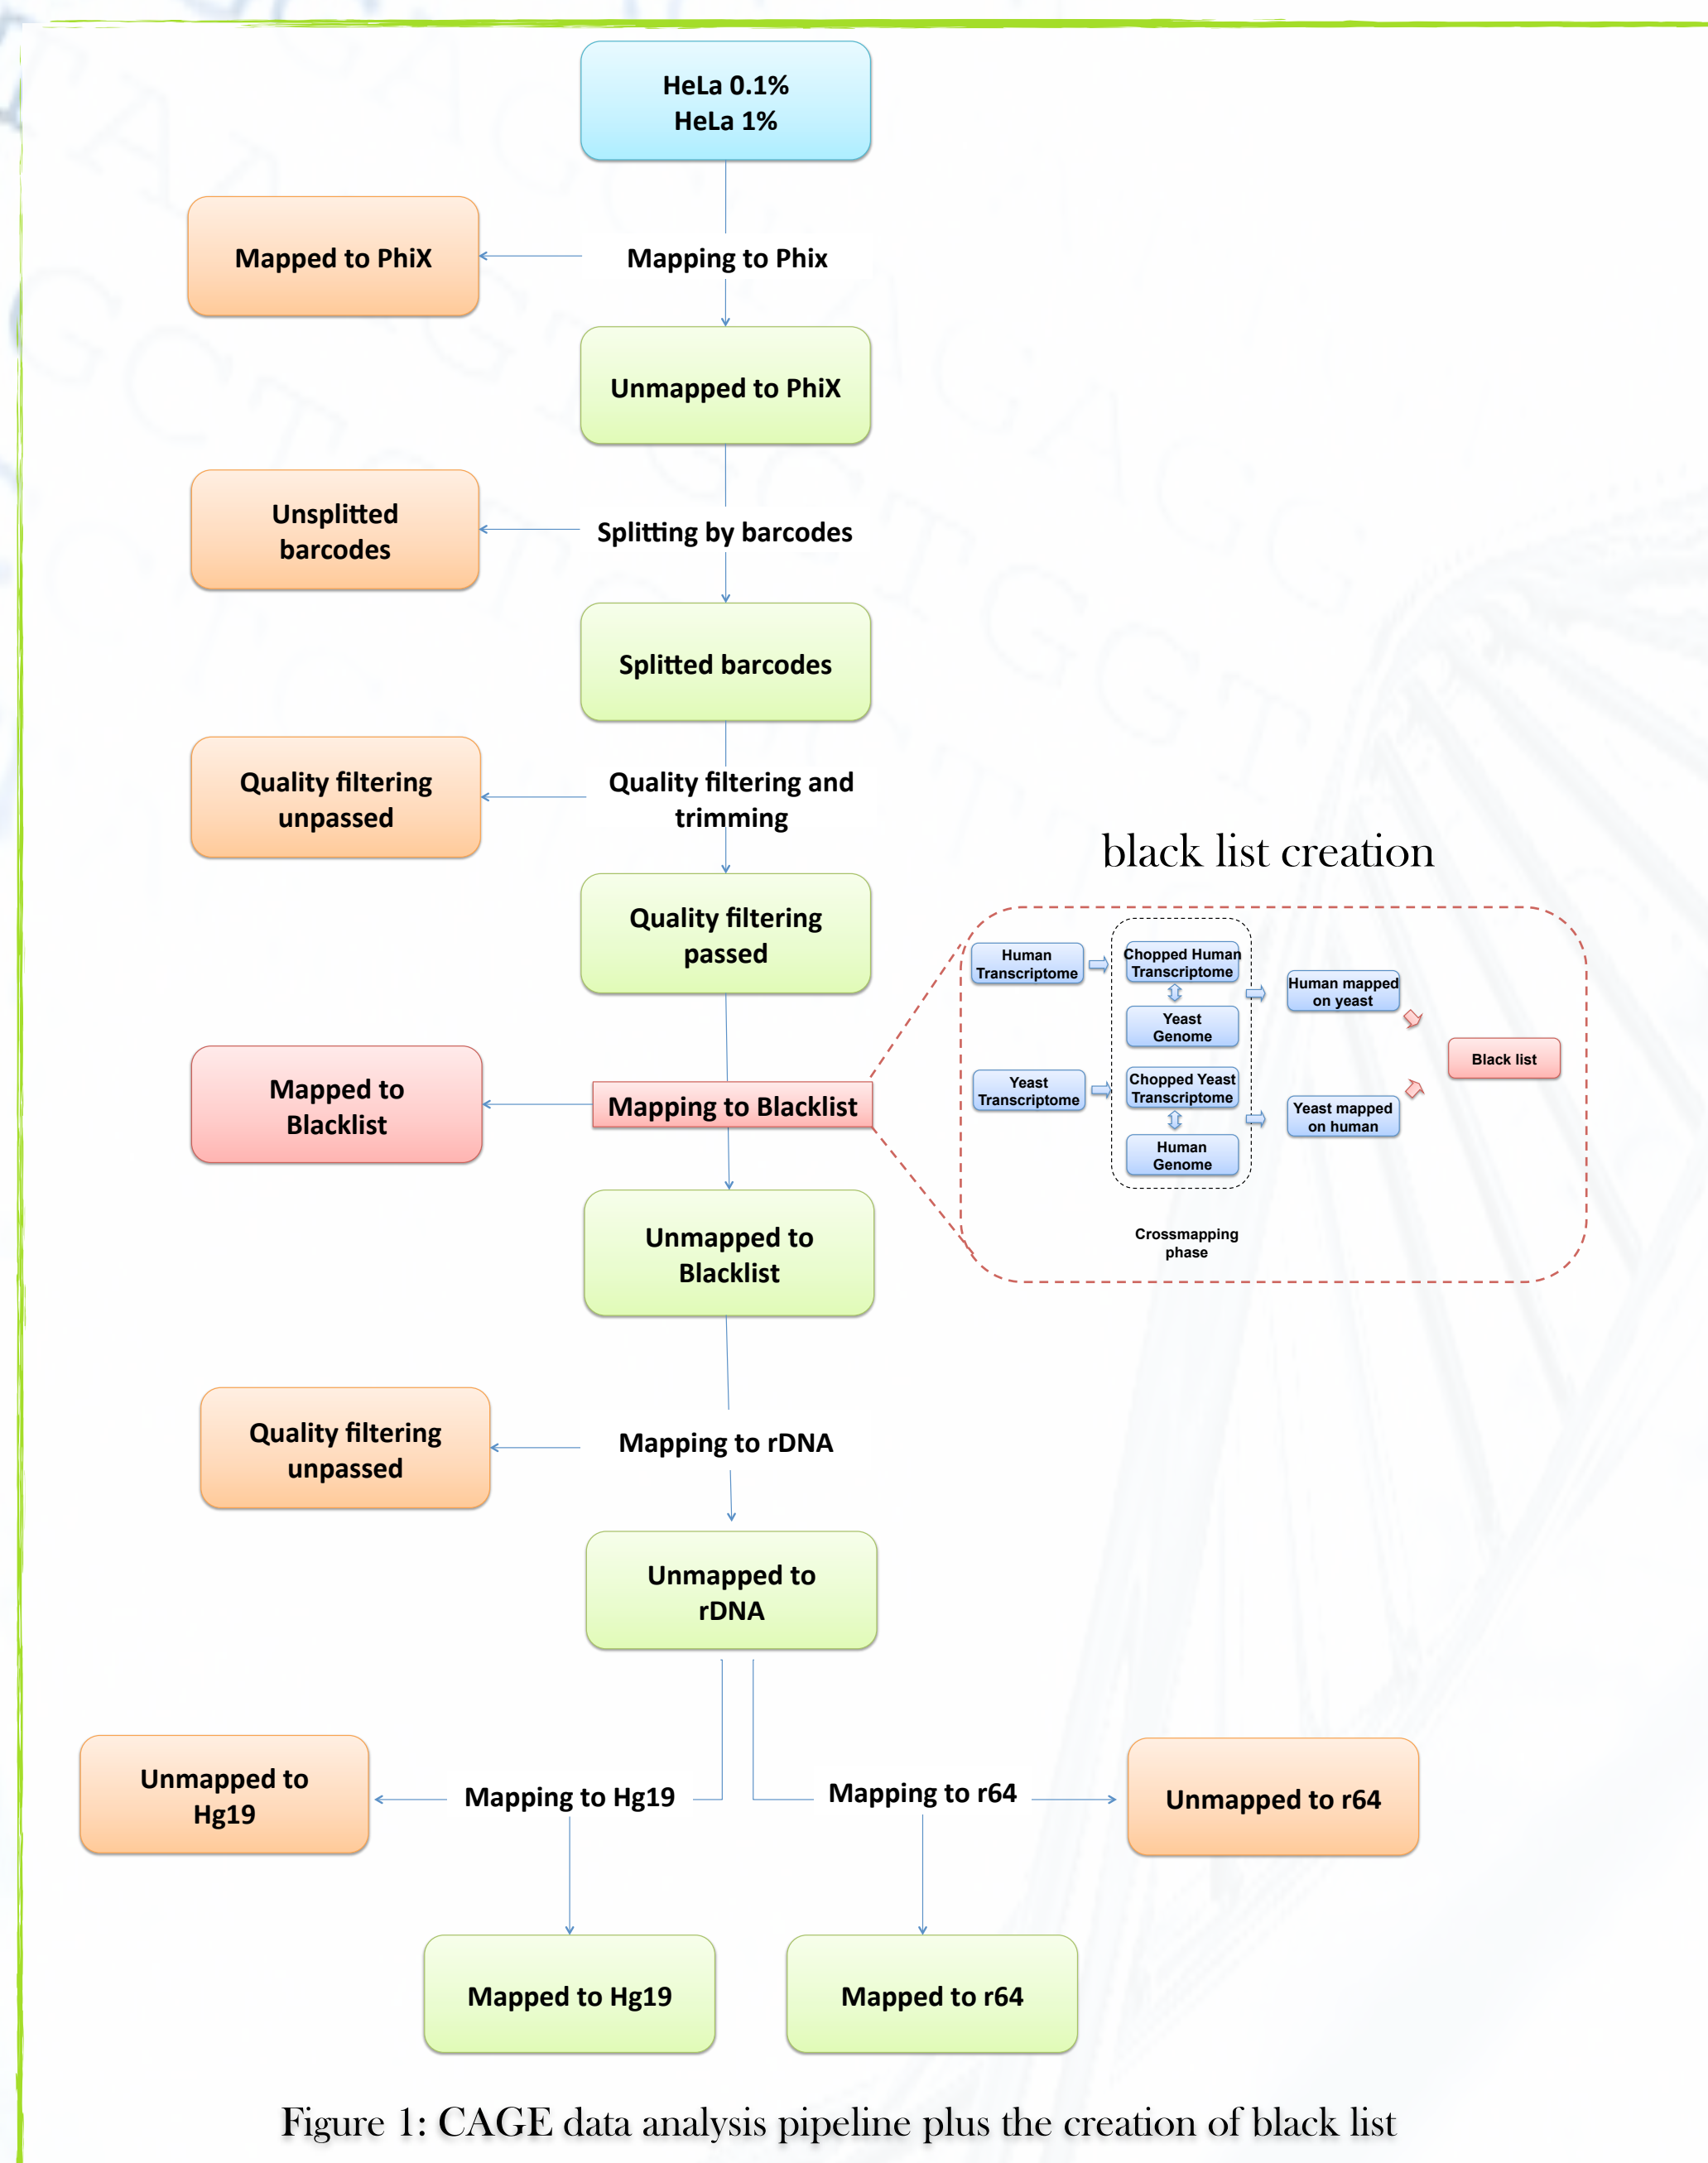 HeLa 0.1%
HeLa 1%
Mapped to PhiX
Mapping to Phix
Unmapped to PhiX
Unsplitted
barcodes
Splitting by barcodes
Splitted barcodes
Quality filtering
unpassed
Quality filtering and
trimming
Quality filtering
passed
black list creation
Human
Transcriptome
Chopped Human
Transcriptome
Yeast
Genome
Human mapped
on yeast
Yeast
Transcriptome
Chopped Yeast
Transcriptome
Human
Genome
Yeast mapped
on human
Black list
Crossmapping
phase
Mapped to
Blacklist
Mapping to Blacklist
Unmapped to
Blacklist
Quality filtering
unpassed
Mapping to rDNA
Unmapped to
rDNA
Unmapped to
Hg19
Mapping to Hg19
Mapping to r64
Unmapped to r64
Mapped to Hg19
Mapped to r64
Figure 1: CAGE data analysis pipeline plus the creation of black list